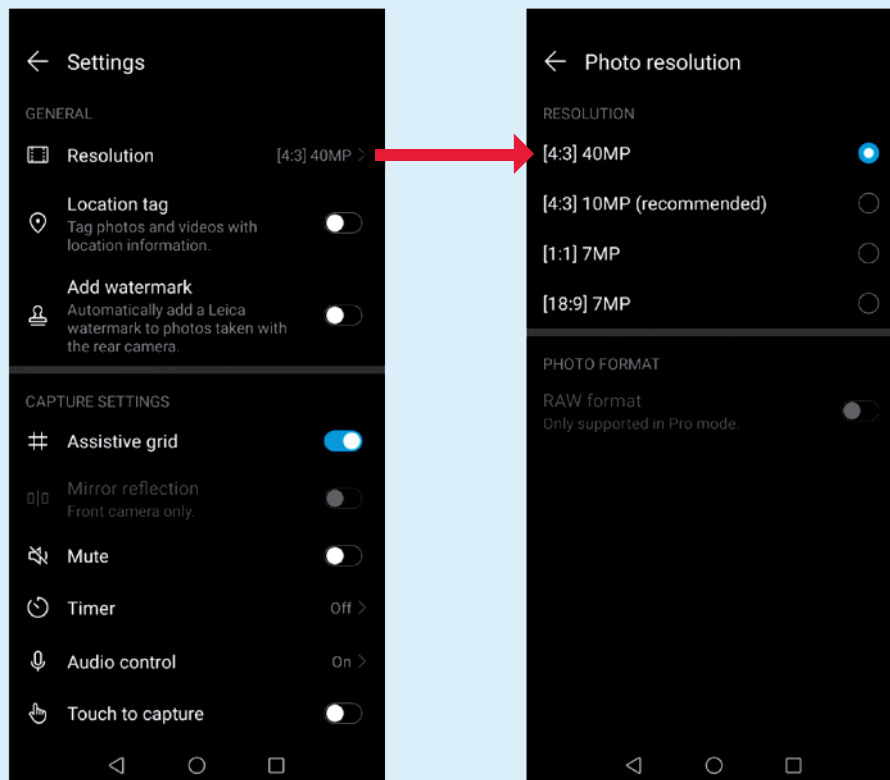 Settings
GENERAL
Resolution [4:3] 40MP
Location tag
Tag photos and videos with
location information.
Add watermark
Automatically add a Leica
watermark to photos taken with
the rear camera.
CAPTURE SETTINGS
Assistive grid
Mirror reflection
Front camera only.
Mute
Timer Off
Audio control On
Touch to capture
Photo resolution
RESOLUTION
[4:3] 40MP
[4:3] 10MP (recommended)
[1:1] 7MP
[18:9] 7MP
PHOTO FORMAT
RAW format
Only supported in Pro mode.